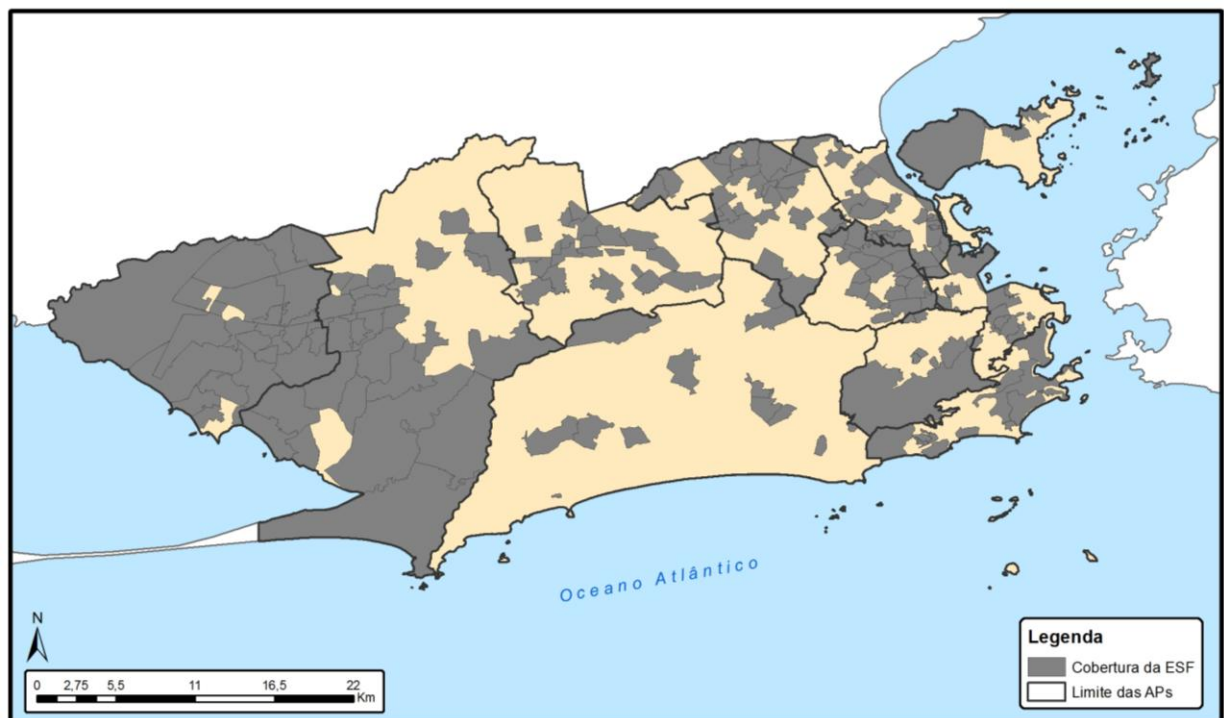 Oceano Atlântico
N
0 2,75 5,5 11 16,5 22
Km
Legenda
Cobertura da ESF
Limite das APs